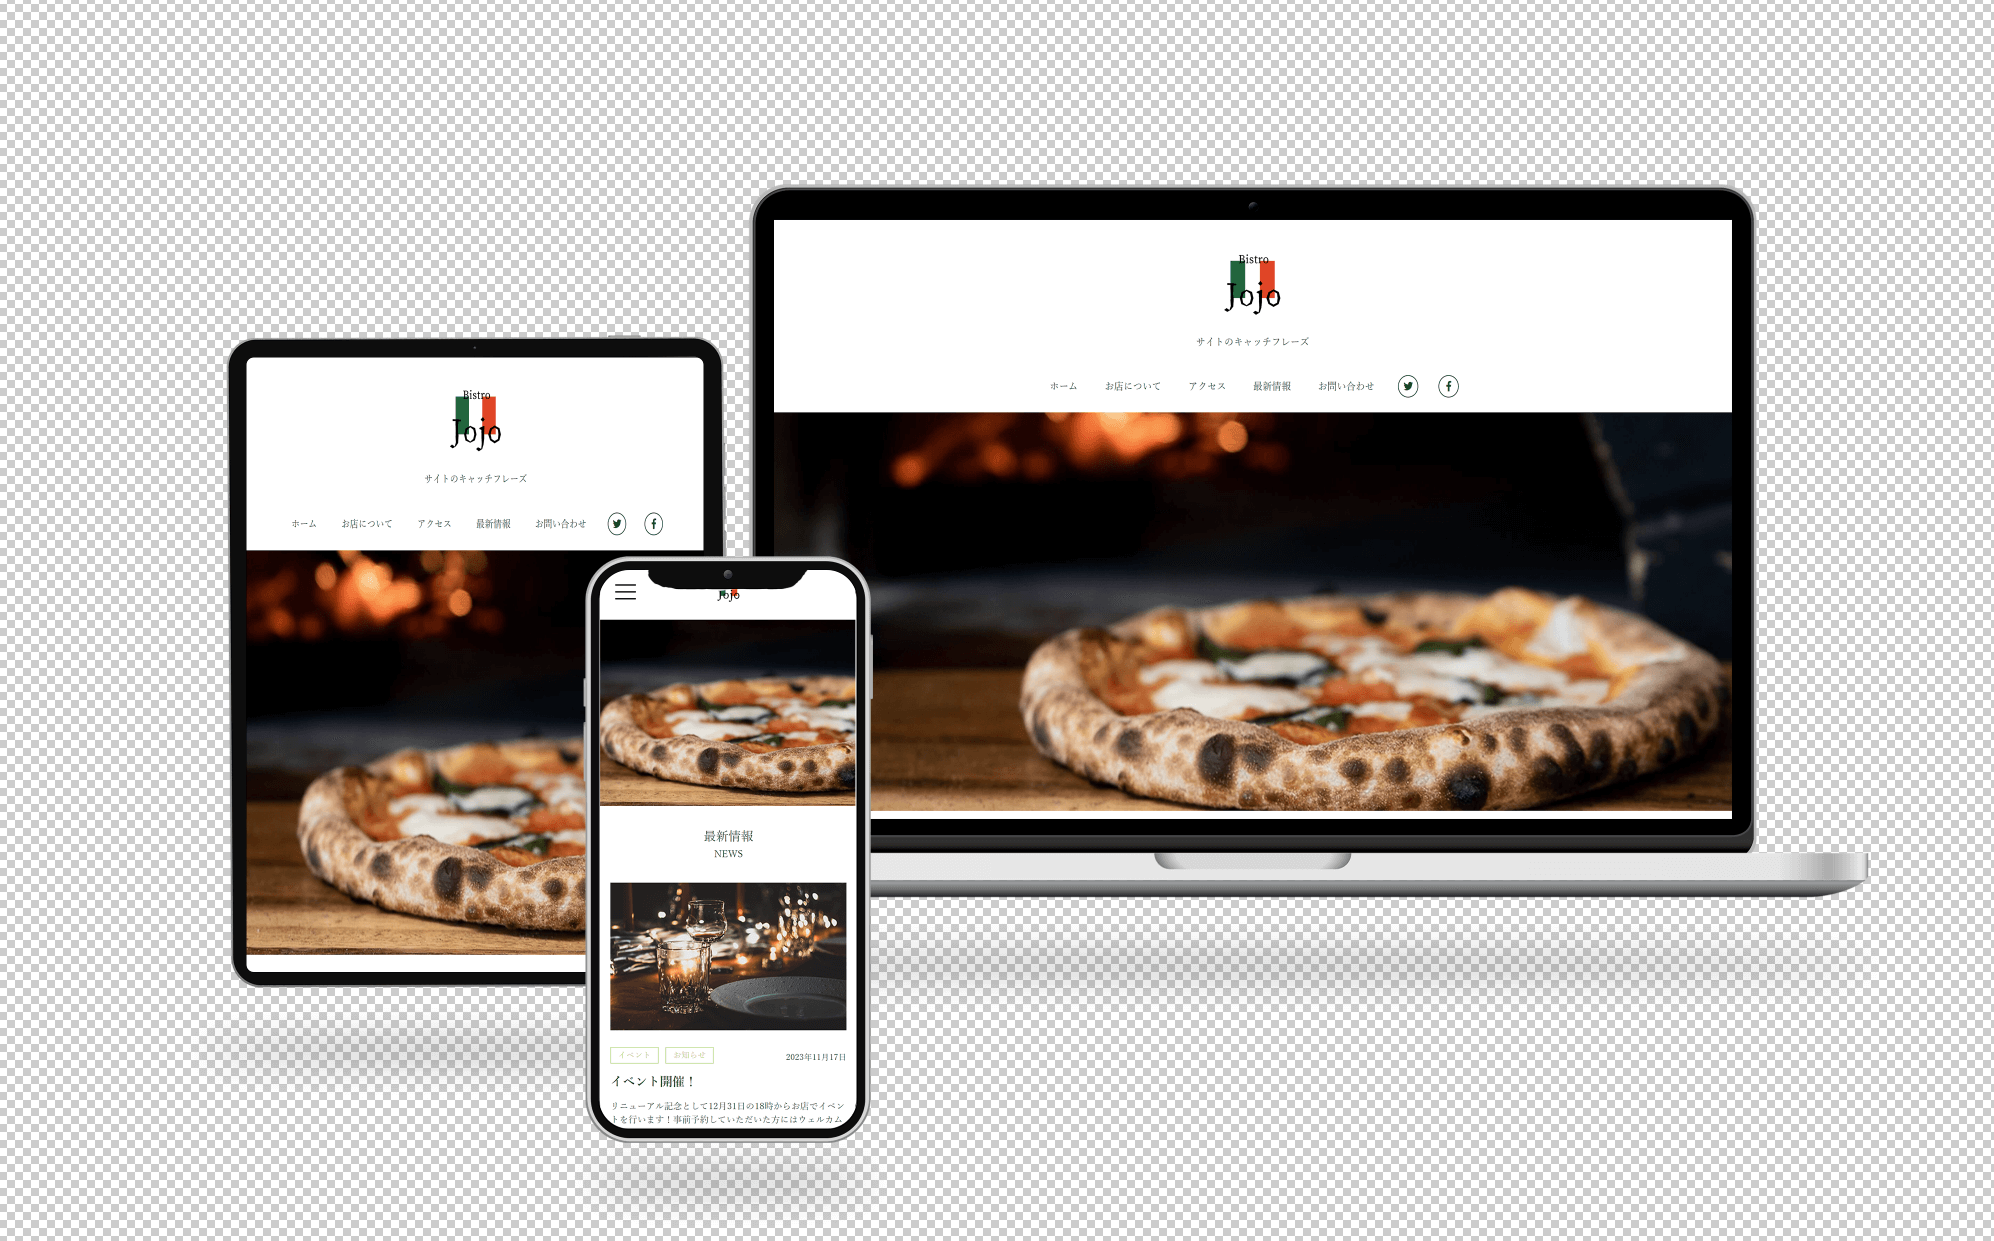 Bistro
Jojo
サイトのキャッチフレーズ
ホーム お店について アクセス 最新情報 お問い合わせ
Bistro
Jojo
サイトのキャッチフレーズ
ホーム お店について アクセス 最新情報 お問い合わせ
Jojo
最新情報
NEWS
イベント お知らせ 2023年11月17日
イベント開催！
リニューアル記念として12月31日の18時からお店でイベン
トを行います！事前予約していただいた方にはウェルカム